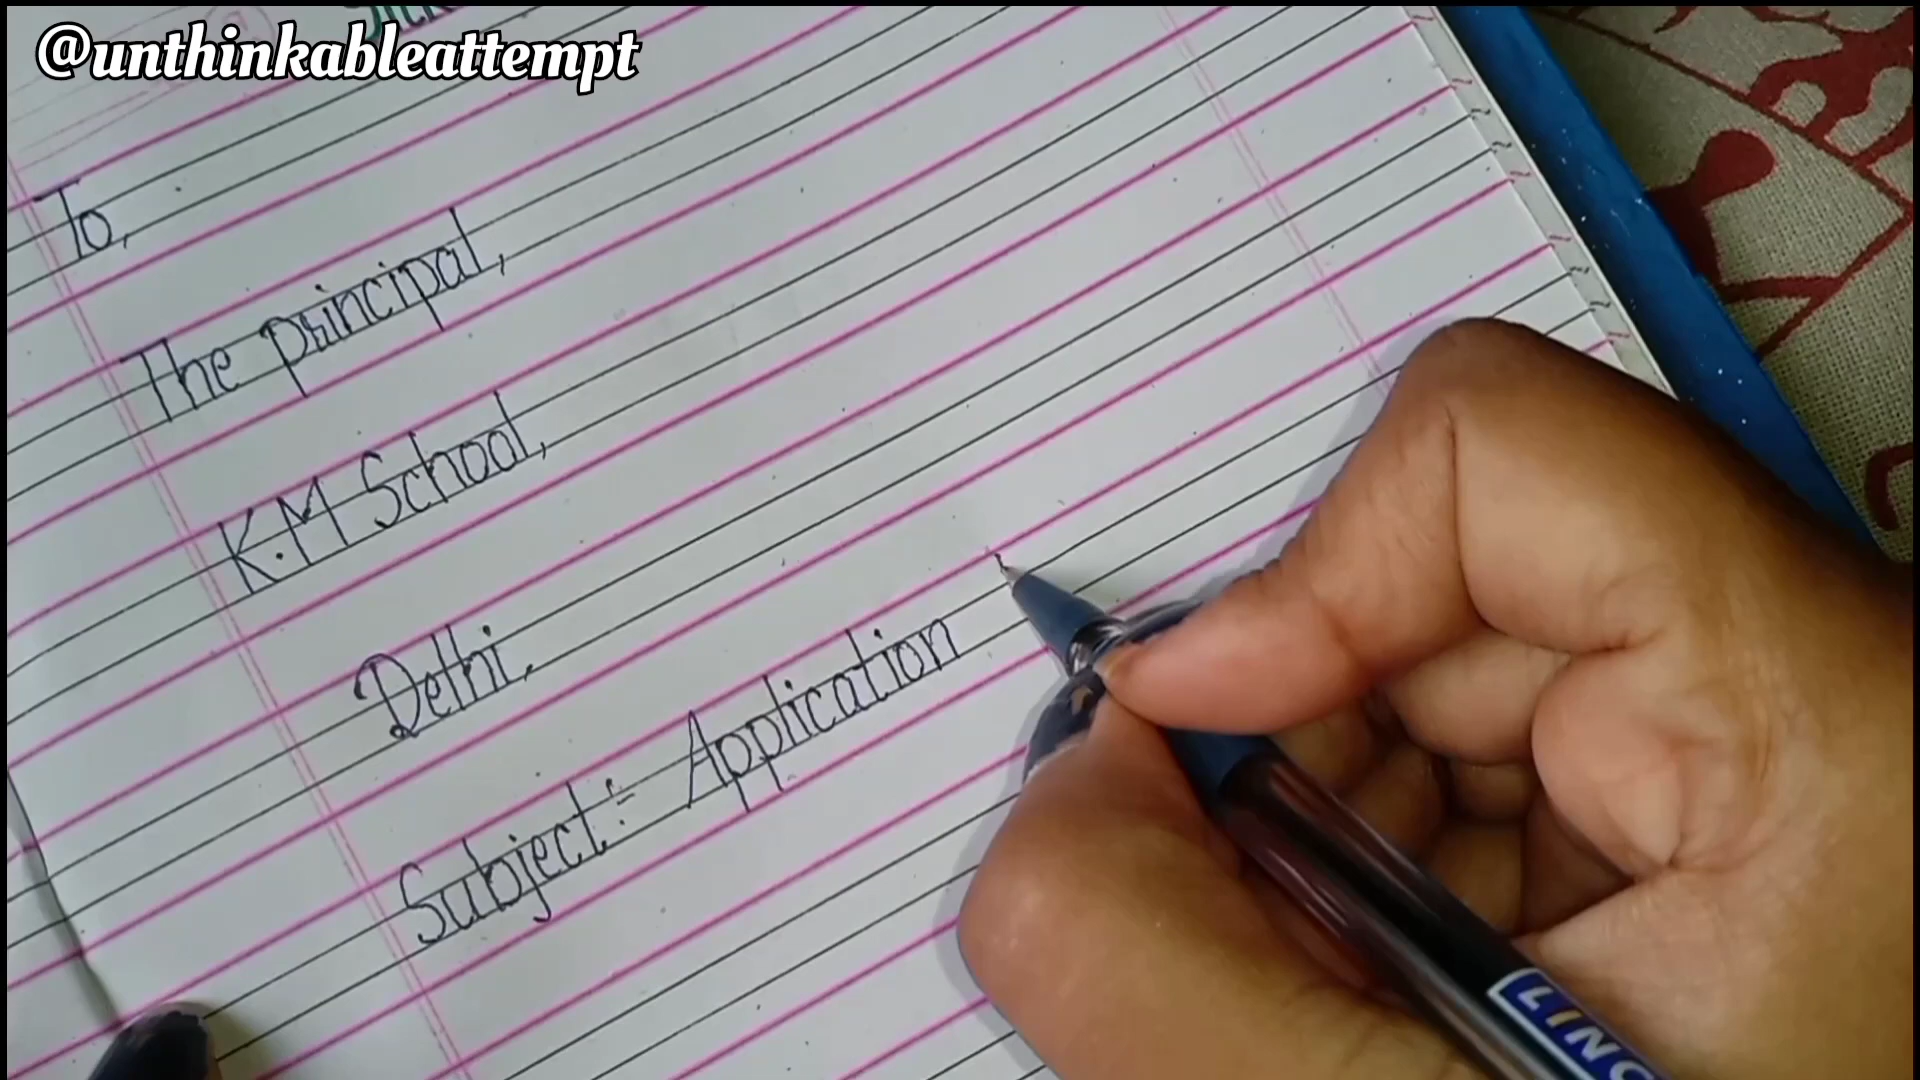 @unthinkableattempt
To,
The principal,
K.M School,
Delhi,
Subject:- Application